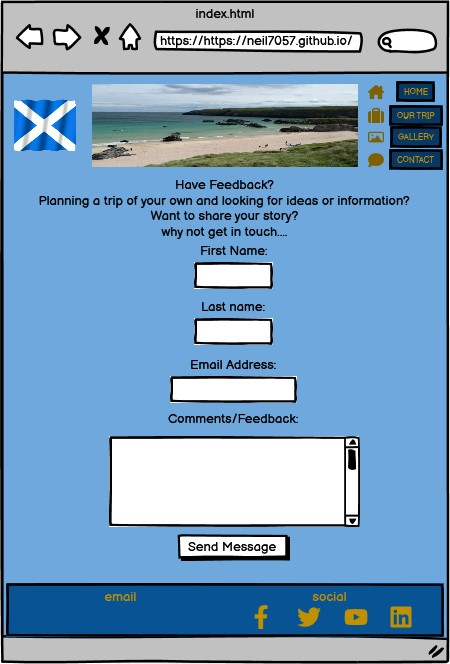 index.html
https://https://neil7057.github.io/
HOME
OUR TRIP
GALLERY
CONTACT
Have Feedback?
Planning a trip of your own and looking for ideas or information?
Want to share your story?
why not get in touch....
First Name:
Last name:
Email Address:
Comments/Feedback:
Send Message
email
social